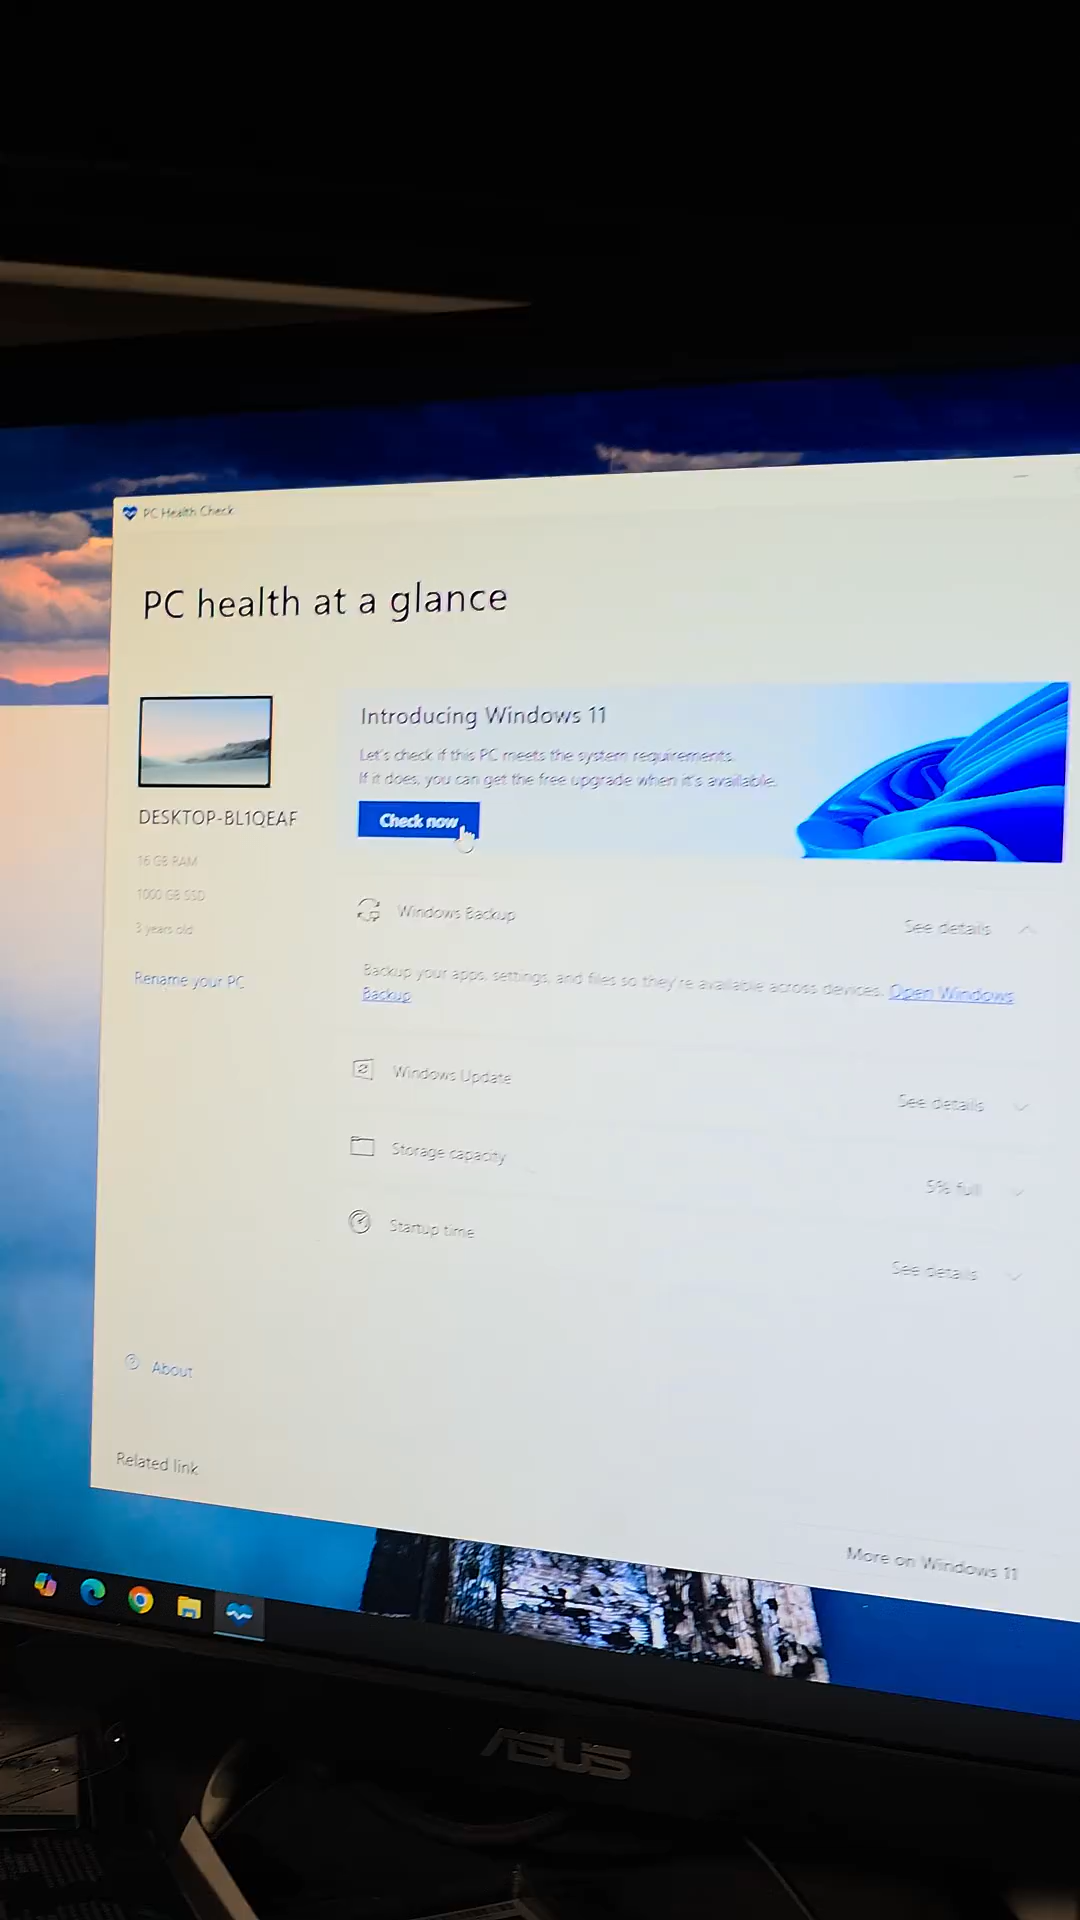 PC Health Check
PC health at a glance
DESKTOP-BL1QEAF
16 GB RAM
1000 GB SSD
3 years old
Rename your PC
Introducing Windows 11
Let's check if this PC meets the system requirements.
If it does, you can get the free upgrade when it's available.
Check now
Windows Backup
See details
Backup your apps, settings, and files so they're available across devices. Open Windows
Backup
Windows Update
See details
Storage capacity
5% full
Startup time
See details
About
Related link
More on Windows 11
ASUS